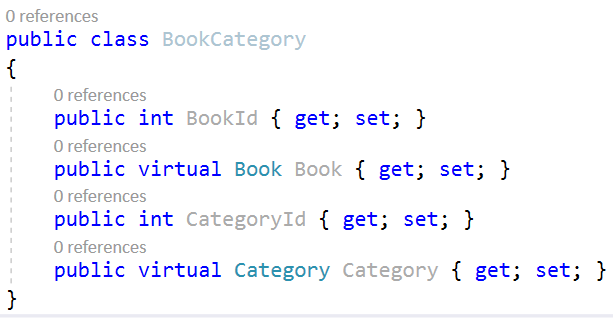 0 references
public class BookCategory
{
0 references
public int BookId { get; set; }
0 references
public virtual Book Book { get; set; }
0 references
public int CategoryId { get; set; }
0 references
public virtual Category Category { get; set; }
}